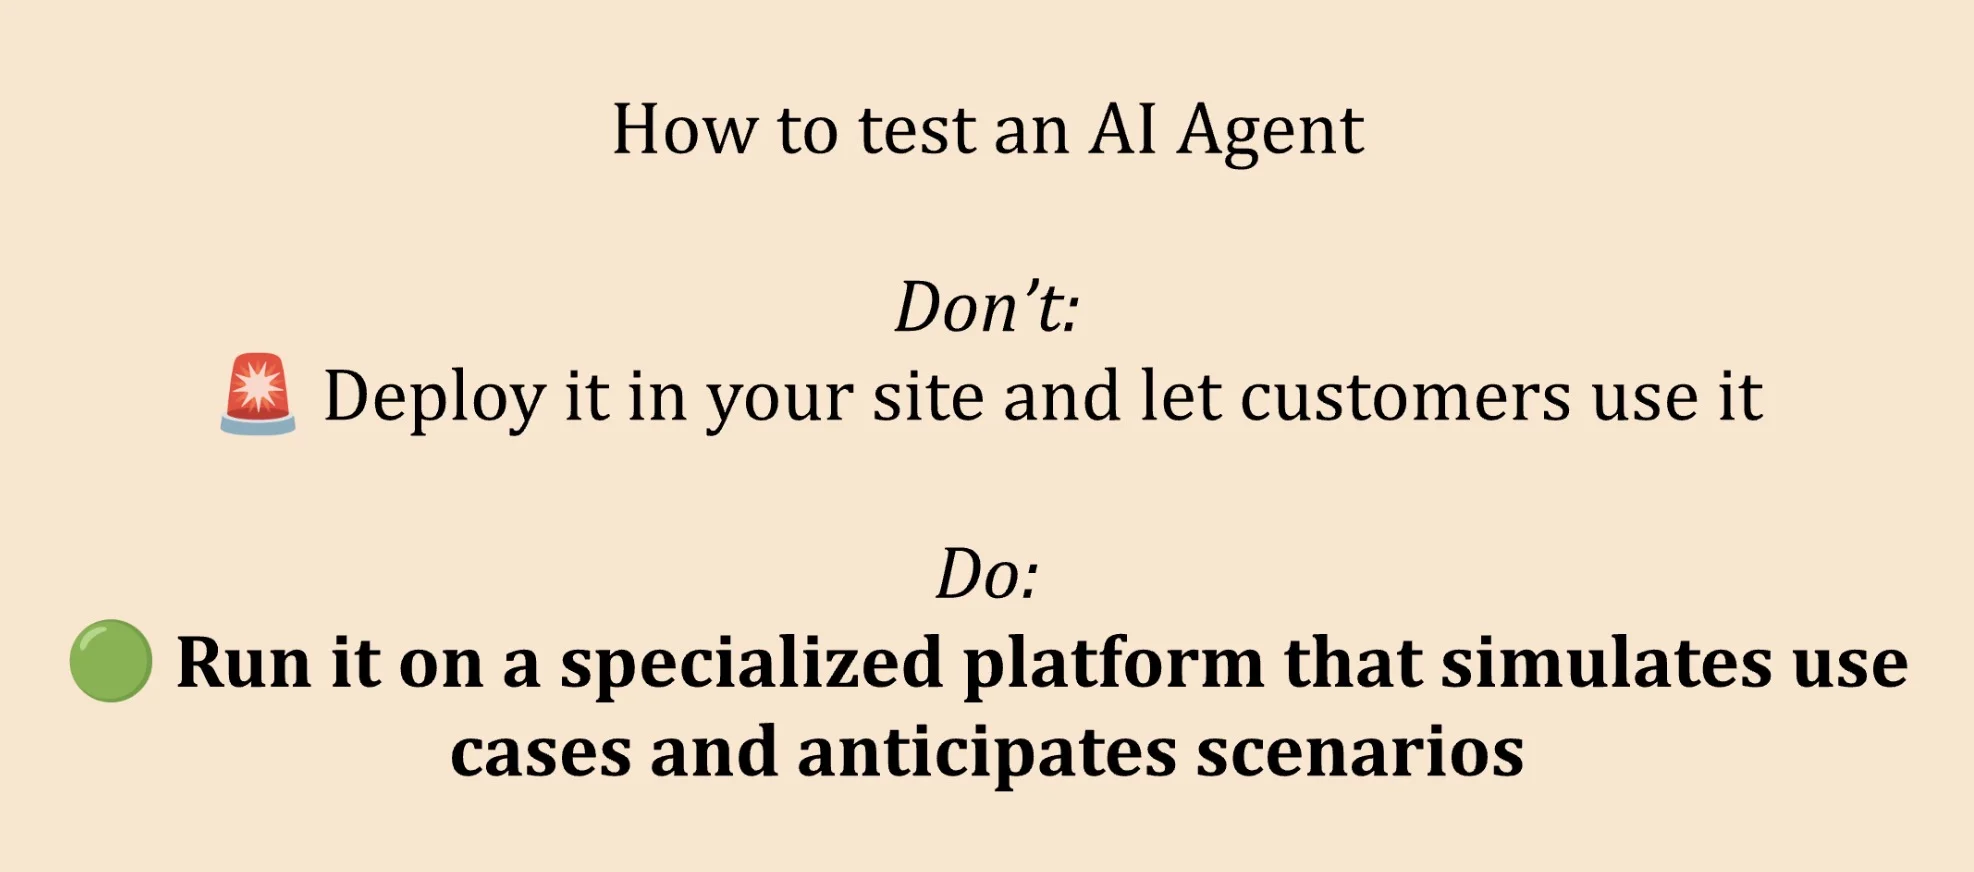 How to test an AI Agent
Don’t:
🚨 Deploy it in your site and let customers use it
Do:
🟢 Run it on a specialized platform that simulates use
cases and anticipates scenarios